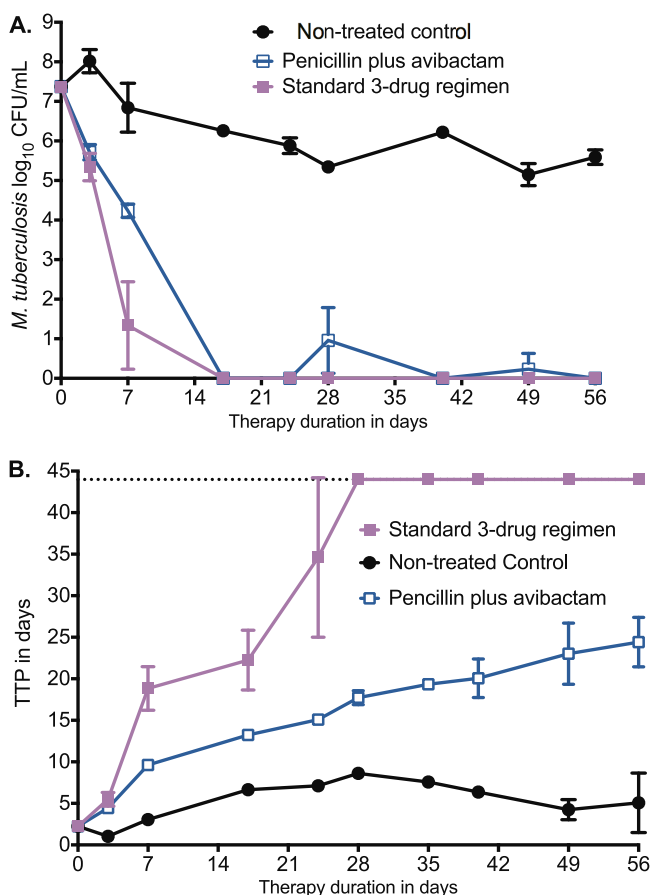 A.
Non-treated control
Penicillin plus avibactam
Standard 3-drug regimen
M. tuberculosis log10 CFU/mL
9
8
7
6
5
4
3
2
1
0
0 7 14 21 28 35 42 49 56
Therapy duration in days
B.
Standard 3-drug regimen
Non-treated Control
Pencillin plus avibactam
TTP in days
45
40
35
30
25
20
15
10
5
0
0 7 14 21 28 35 42 49 56
Therapy duration in days